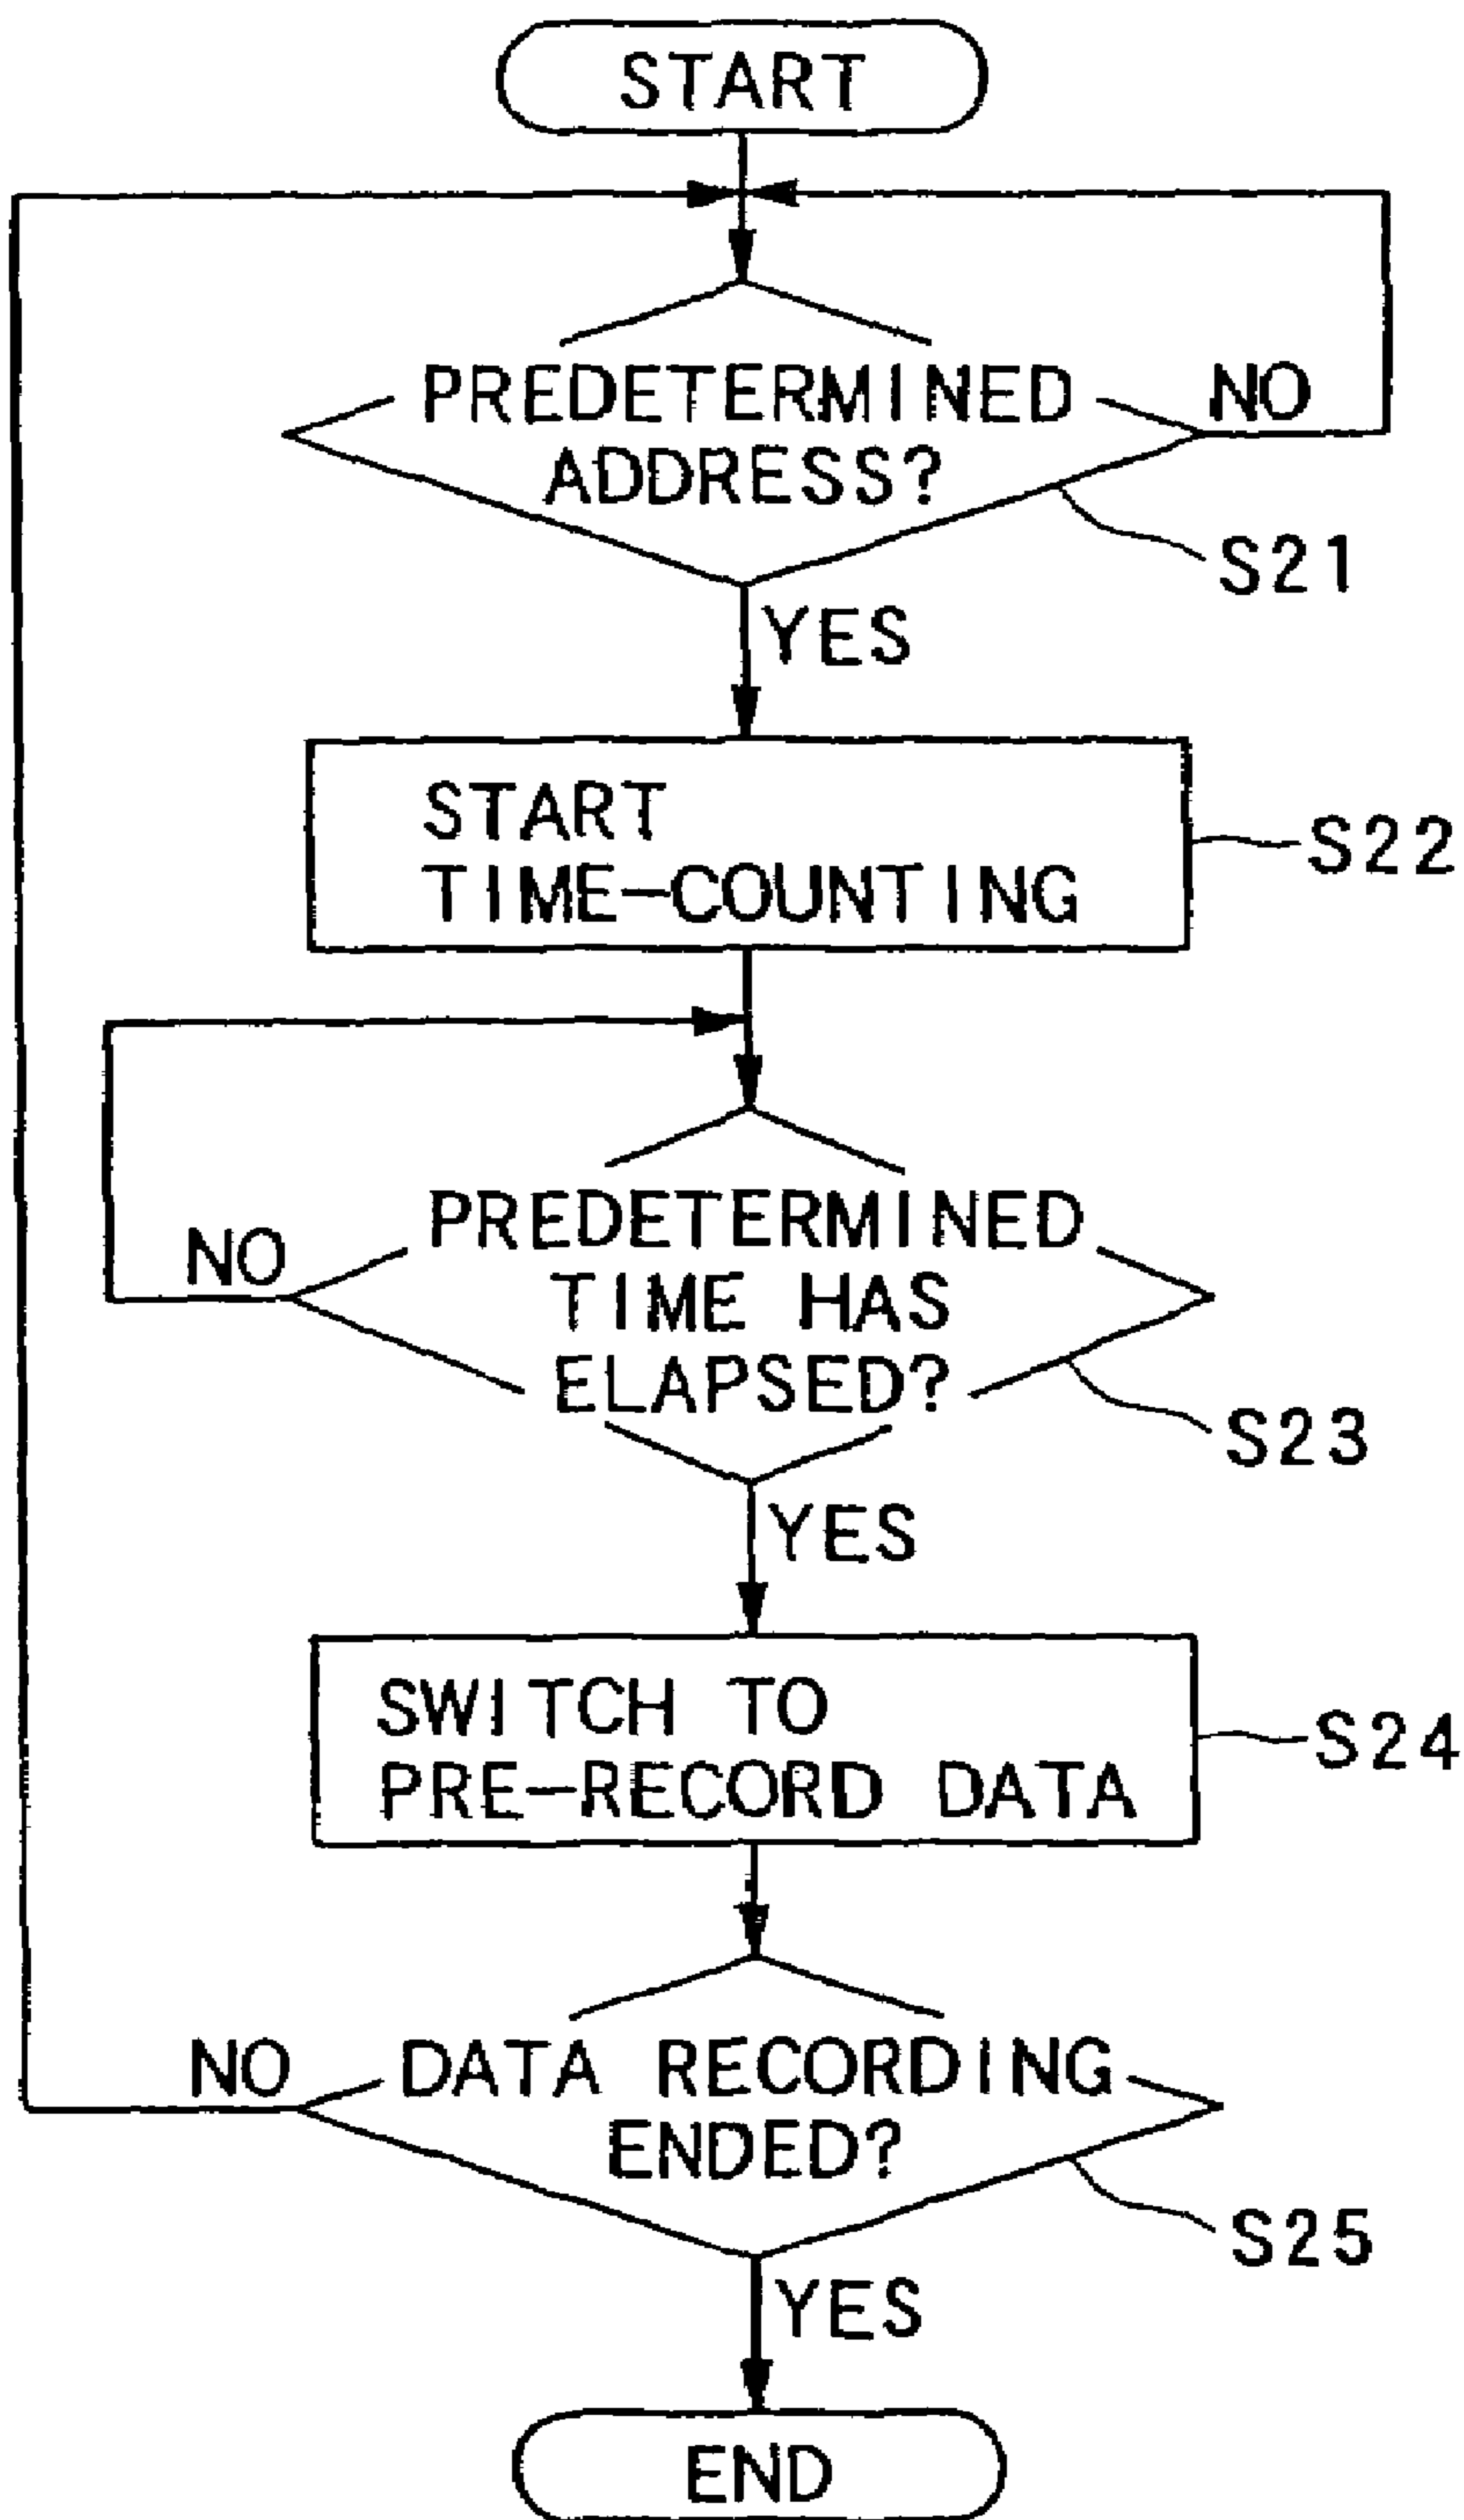 START
PREDETERMINED
ADDRESS?
NO
S21
YES
START
TIME-COUNTING
S22
PREDETERMINED
TIME HAS
ELAPSED?
NO
S23
YES
SWITCH TO
PRE-RECORD DATA
S24
NO
DATA RECORDING
ENDED?
S25
YES
END